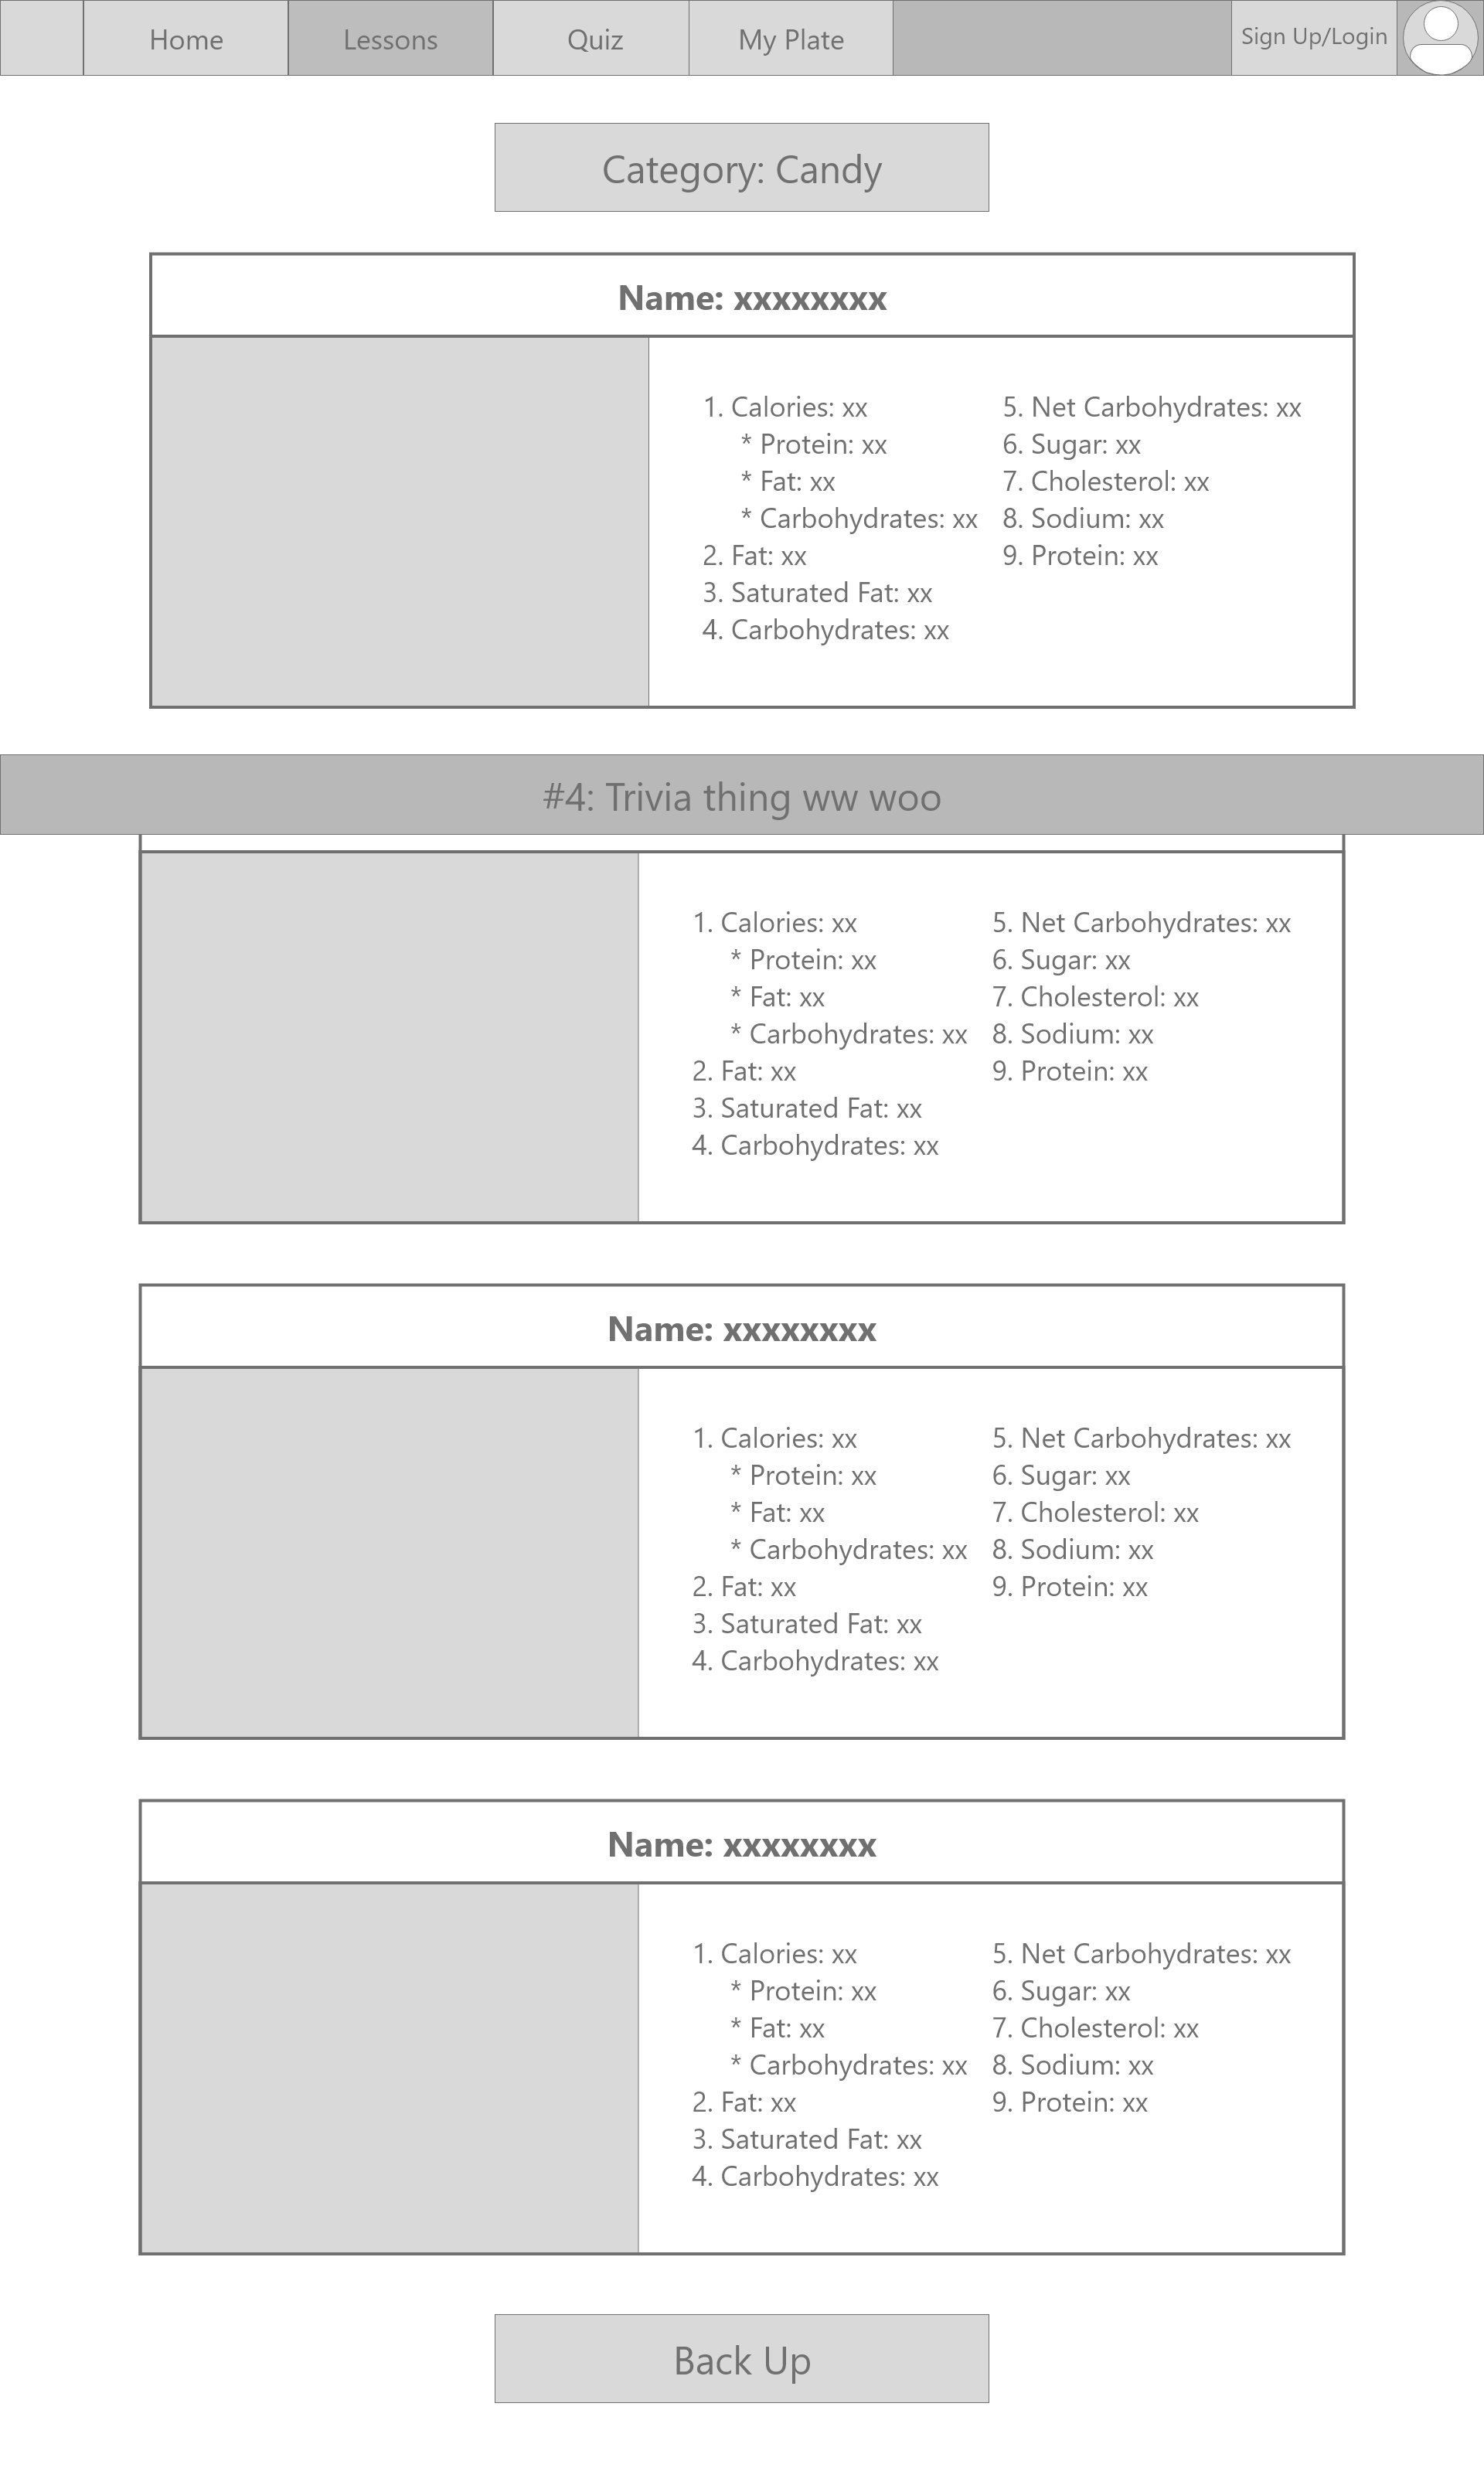 Home Lessons Quiz My Plate Sign Up/Login
Category: Candy
Name: xxxxxxxx
1. Calories: xx
* Protein: xx
* Fat: xx
* Carbohydrates: xx
2. Fat: xx
3. Saturated Fat: xx
4. Carbohydrates: xx
5. Net Carbohydrates: xx
6. Sugar: xx
7. Cholesterol: xx
8. Sodium: xx
9. Protein: xx
#4: Trivia thing ww woo
1. Calories: xx
* Protein: xx
* Fat: xx
* Carbohydrates: xx
2. Fat: xx
3. Saturated Fat: xx
4. Carbohydrates: xx
5. Net Carbohydrates: xx
6. Sugar: xx
7. Cholesterol: xx
8. Sodium: xx
9. Protein: xx
Name: xxxxxxxx
1. Calories: xx
* Protein: xx
* Fat: xx
* Carbohydrates: xx
2. Fat: xx
3. Saturated Fat: xx
4. Carbohydrates: xx
5. Net Carbohydrates: xx
6. Sugar: xx
7. Cholesterol: xx
8. Sodium: xx
9. Protein: xx
Name: xxxxxxxx
1. Calories: xx
* Protein: xx
* Fat: xx
* Carbohydrates: xx
2. Fat: xx
3. Saturated Fat: xx
4. Carbohydrates: xx
5. Net Carbohydrates: xx
6. Sugar: xx
7. Cholesterol: xx
8. Sodium: xx
9. Protein: xx
Back Up